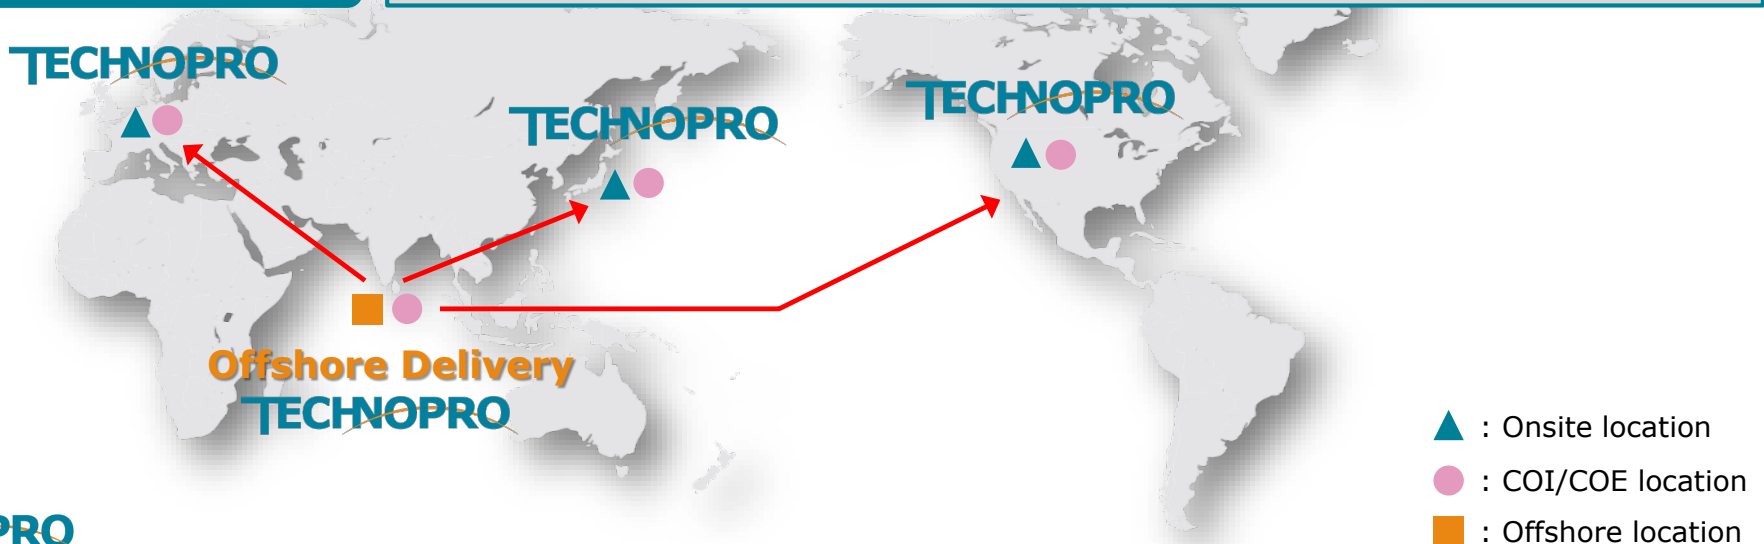 TECHNOPRO
TECHNOPRO
TECHNOPRO
Offshore Delivery
TECHNOPRO
: Onsite location
: COI/COE location
: Offshore location
PRO